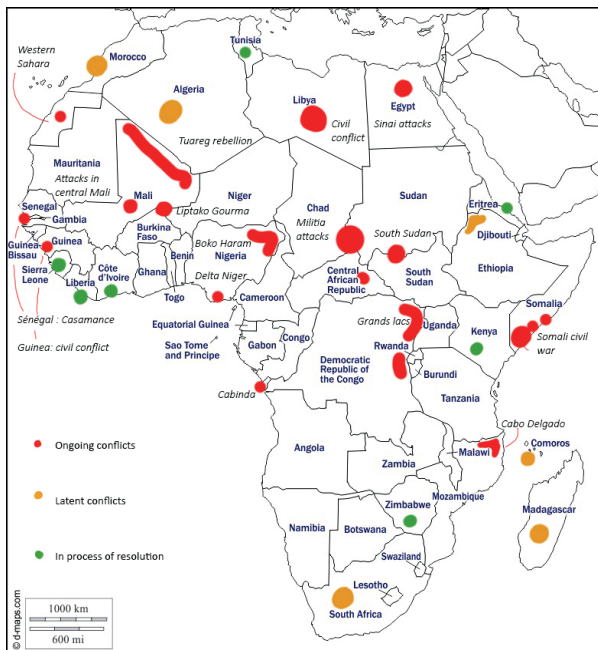 Western
Sahara
Morocco
Tunisia
Algeria
Libya
Egypt
Civil
conflict
Sinai attacks
Tuareg rebellion
Mauritania
Attacks in
central Mali
Mali
Niger
Chad
Sudan
Eritrea
Senegal
Gambia
Liptako Gourma
Militia
attacks
South Sudan
Djibouti
Burkina
Faso
Boko Haram
Guinea
Bissau
Guinea
Benin
Nigeria
Sierra
Leone
Côte
d'Ivoire
Ghana
Delta Niger
Central
African
Republic
South
Sudan
Ethiopia
Liberia
Togo
Cameroon
Somalia
Sénégal : Casamance
Equatorial Guinea
Grands lacs
Uganda
Kenya
Somali civil
war
Guinea: civil conflict
Sao Tome
and Principe
Gabon
Congo
Rwanda
Democratic
Republic of
the Congo
Burundi
Tanzania
Cabinda
Cabo Delgado
Ongoing conflicts
Angola
Malawi
Comoros
Zambia
Latent conflicts
Mozambique
Zimbabwe
Madagascar
In process of resolution
Namibia
Botswana
Swaziland
Lesotho
South Africa
1000 km
600 mi
© d-maps.com